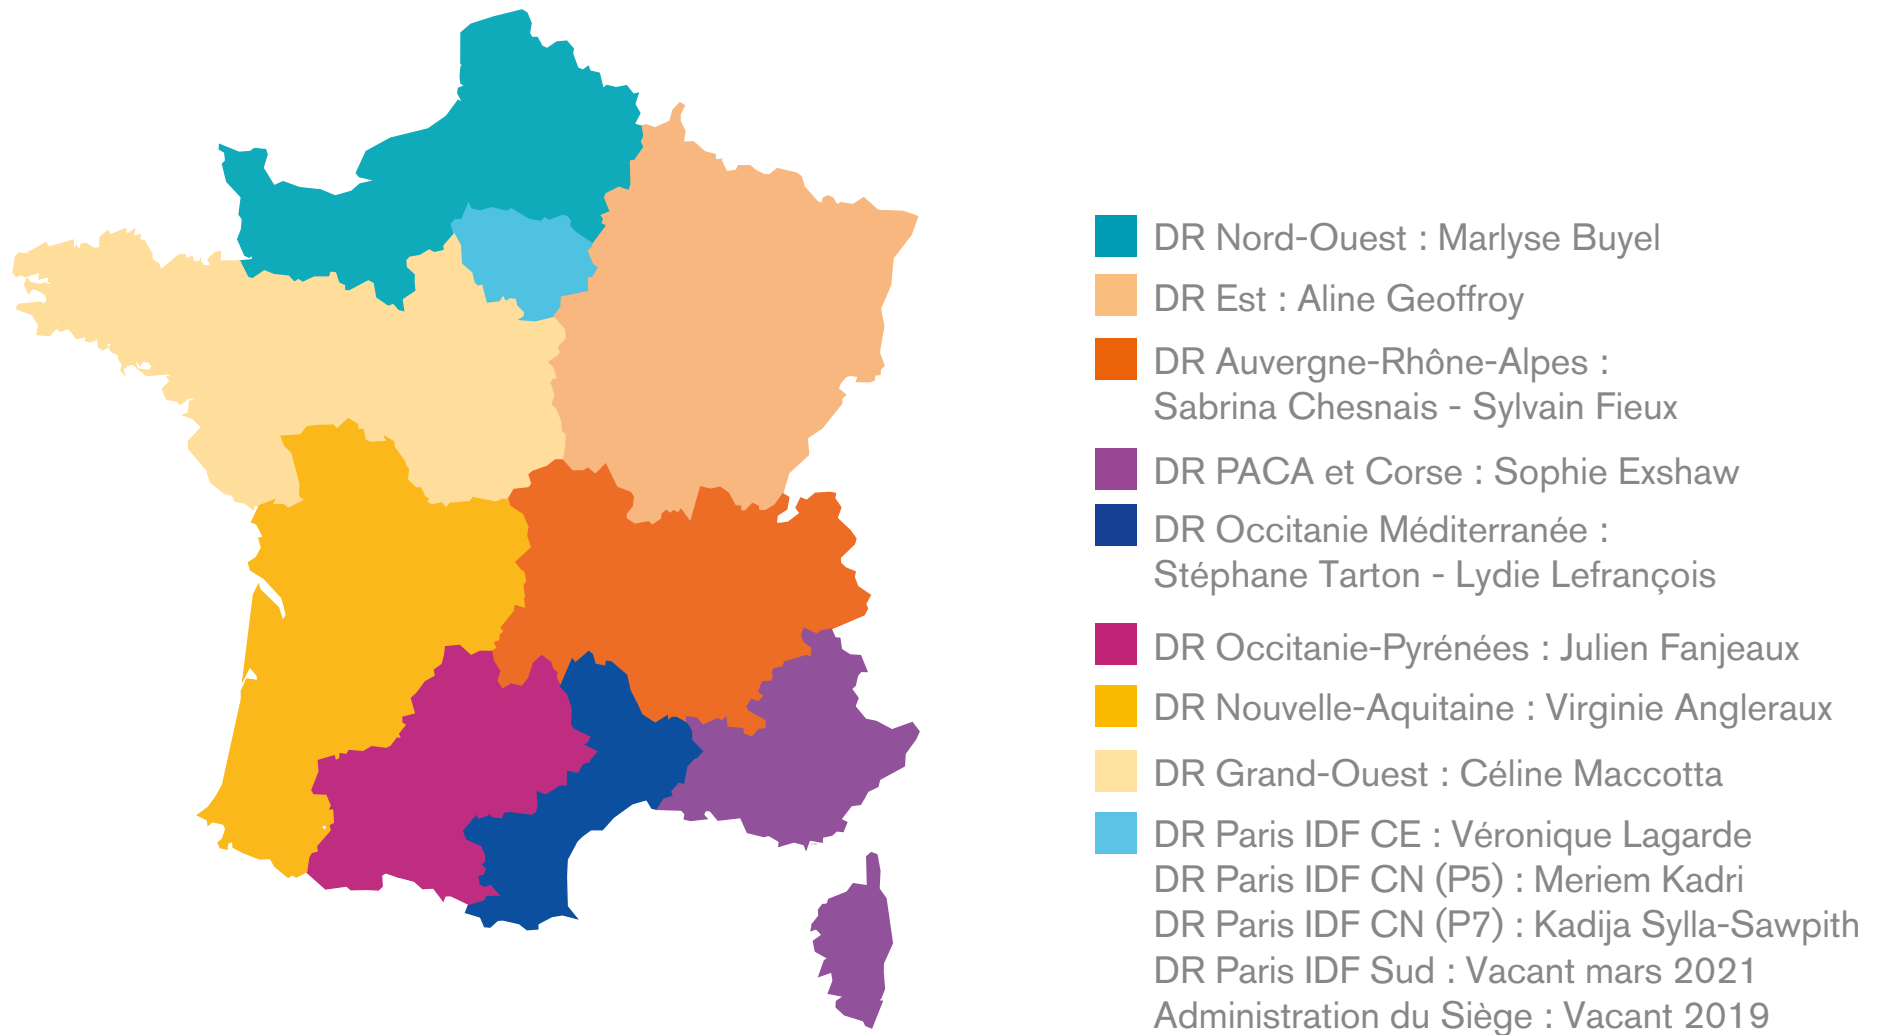 DR Nord-Ouest : Marlyse Buyel
DR Est : Aline Geoffroy
DR Auvergne-Rhône-Alpes :
Sabrina Chesnais - Sylvain Fieux
DR PACA et Corse : Sophie Exshaw
DR Occitanie Méditerranée :
Stéphane Tarton - Lydie Lefrançois
DR Occitanie-Pyrénées : Julien Fanjeaux
DR Nouvelle-Aquitaine : Virginie Angleraux
DR Grand-Ouest : Céline Maccotta
DR Paris IDF CE : Véronique Lagarde
DR Paris IDF CN (P5) : Meriem Kadri
DR Paris IDF CN (P7) : Kadija Sylla-Sawpith
DR Paris IDF Sud : Vacant mars 2021
Administration du Siège : Vacant 2019